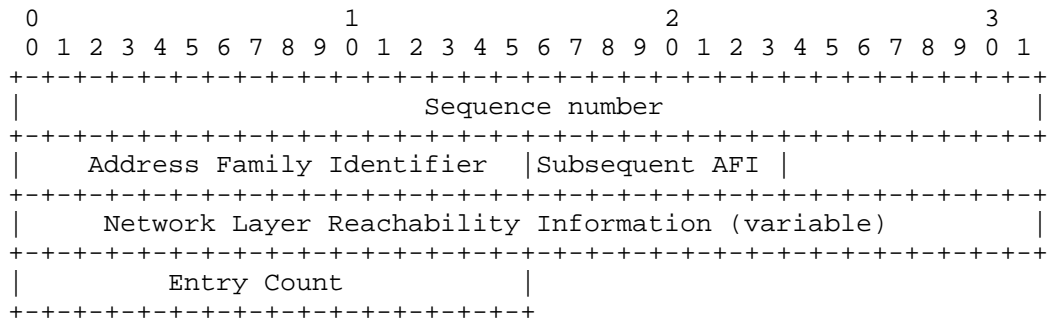 0                   1                   2                   3
 0 1 2 3 4 5 6 7 8 9 0 1 2 3 4 5 6 7 8 9 0 1 2 3 4 5 6 7 8 9 0 1
+-+-+-+-+-+-+-+-+-+-+-+-+-+-+-+-+-+-+-+-+-+-+-+-+-+-+-+-+-+-+-+-+
|                         Sequence number                       |
+-+-+-+-+-+-+-+-+-+-+-+-+-+-+-+-+-+-+-+-+-+-+-+-+-+-+-+-+-+-+-+-+
|    Address Family Identifier  |Subsequent AFI |
+-+-+-+-+-+-+-+-+-+-+-+-+-+-+-+-+-+-+-+-+-+-+-+-+-+-+-+-+-+-+-+-+
|     Network Layer Reachability Information (variable)         |
+-+-+-+-+-+-+-+-+-+-+-+-+-+-+-+-+-+-+-+-+-+-+-+-+-+-+-+-+-+-+-+-+
|         Entry Count           |
+-+-+-+-+-+-+-+-+-+-+-+-+-+-+-+-+